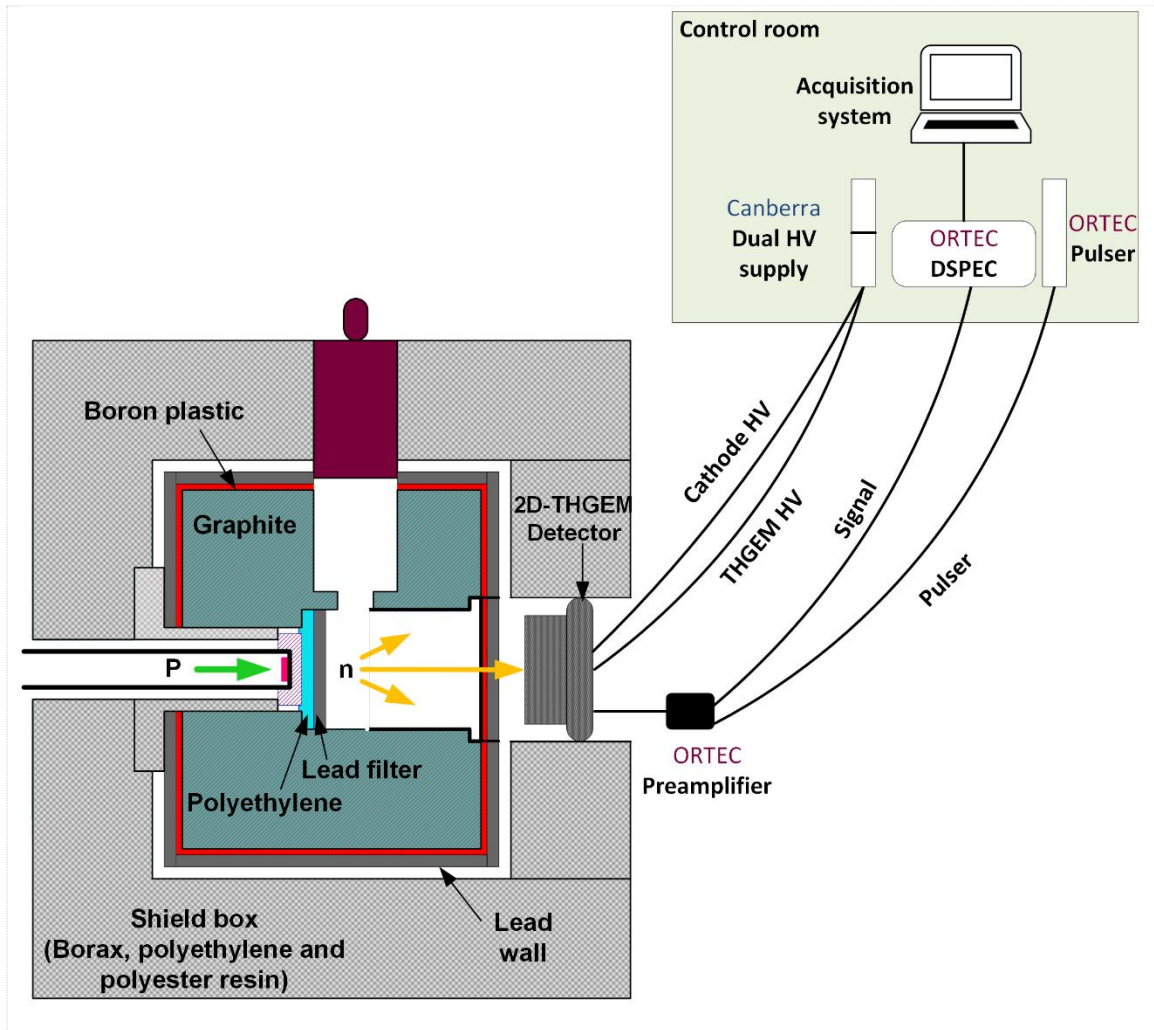 Control room
Acquisition
system
Canberra
Dual HV
supply
ORTEC
DSPEC
ORTEC
Pulser
Boron plastic
Graphite
2D-THGEM
Detector
Cathode HV
THGEM HV
Signal
Pulser
P
n
Lead filter
Polyethylene
ORTEC
Preamplifier
Shield box
(Borax, polyethylene and
polyester resin)
Lead
wall